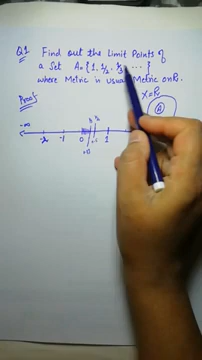 Q1 Find out the Limit Points of
a Set A = {1, 1/2, 1/3, ... }
where Metric is usual Metric on R.
Proof:
X=R
A
-∞ -2 -1 0 1